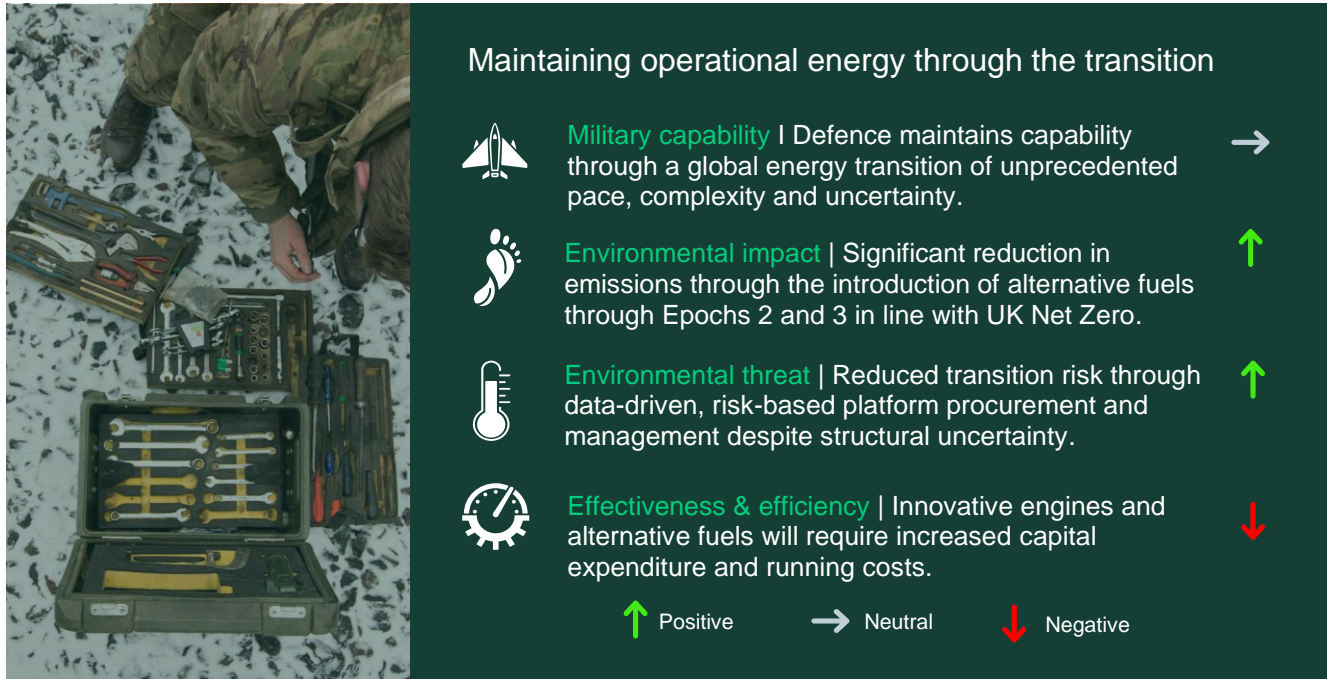 Maintaining operational energy through the transition
Military capability I Defence maintains capability
through a global energy transition of unprecedented
pace, complexity and uncertainty.
Environmental impact | Significant reduction in
emissions through the introduction of alternative fuels
through Epochs 2 and 3 in line with UK Net Zero.
Environmental threat | Reduced transition risk through
data-driven, risk-based platform procurement and
management despite structural uncertainty.
Effectiveness & efficiency | Innovative engines and
alternative fuels will require increased capital
expenditure and running costs.
Positive Neutral Negative